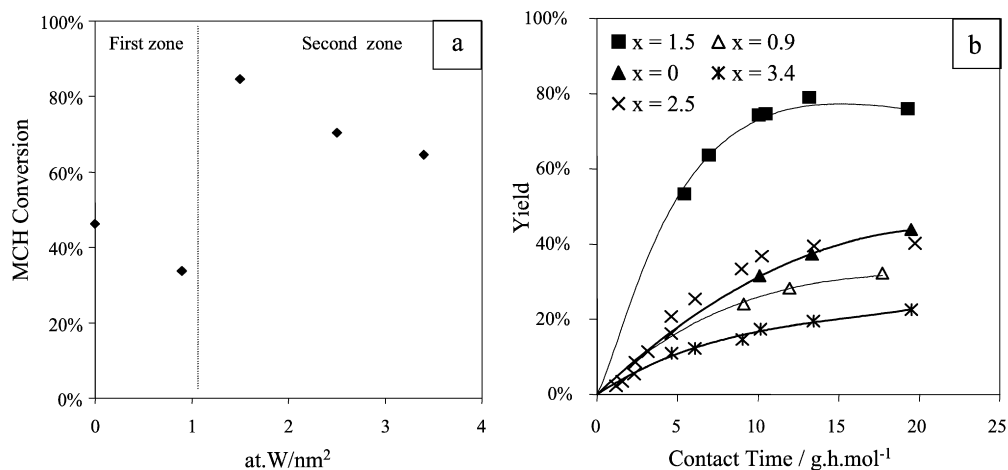 100%
80%
60%
40%
20%
0%
MCH Conversion
First zone
Second zone
a
0
1
2
3
4
at.W/nm²
100%
80%
60%
40%
20%
0%
Yield
b
x = 1.5
x = 0.9
x = 0
x = 3.4
x = 2.5
0
5
10
15
20
25
Contact Time / g.h.mol⁻¹